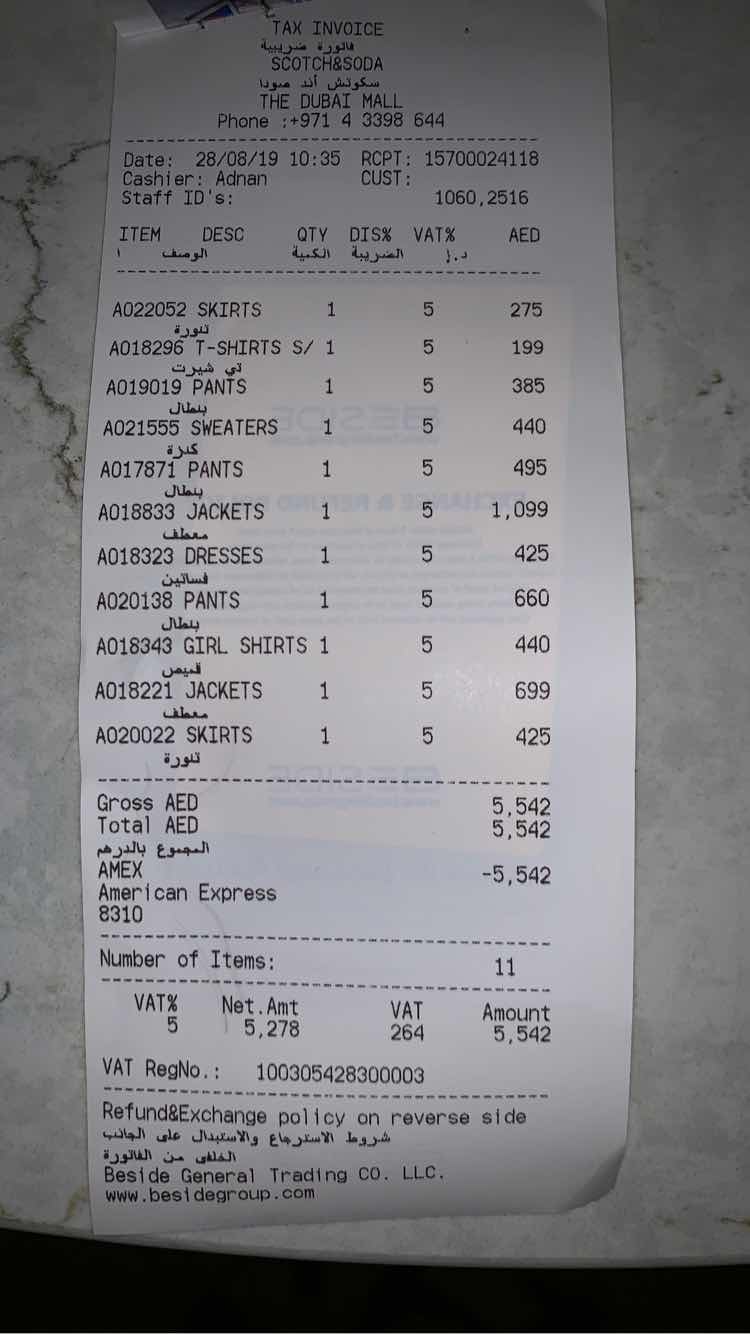 TAX INVOICE
فاتورة ضريبية
SCOTCH&SODA
سكوتش أند صودا
THE DUBAI MALL
Phone :+971 4 3398 644
Date: 28/08/19 10:35 RCPT: 15700024118
Cashier: Adnan CUST:
Staff ID's: 1060,2516
ITEM DESC QTY DIS% VAT% AED
ا الوصف الكمية الضريبة د.إ
A022052 SKIRTS 1 5 275
تنورة
A018296 T-SHIRTS S/ 1 5 199
تي شيرت
A019019 PANTS 1 5 385
بنطال
A021555 SWEATERS 1 5 440
كنزة
A017871 PANTS 1 5 495
بنطال
A018833 JACKETS 1 5 1,099
معطف
A018323 DRESSES 1 5 425
فساتين
A020138 PANTS 1 5 660
بنطال
A018343 GIRL SHIRTS 1 5 440
قميص
A018221 JACKETS 1 5 699
معطف
A020022 SKIRTS 1 5 425
تنورة
Gross AED 5,542
Total AED 5,542
المجموع بالدرهم
AMEX -5,542
American Express
8310
Number of Items: 11
VAT% Net.Amt VAT Amount
5 5,278 264 5,542
VAT RegNo.: 100305428300003
Refund&Exchange policy on reverse side
شروط الاسترجاع والاستبدال على الجانب
الخلفي من الفاتورة
Beside General Trading CO. LLC.
www.besidegroup.com